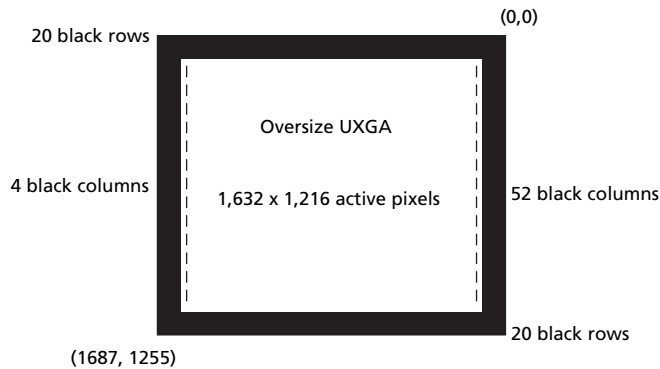 (0,0)
20 black rows
Oversize UXGA
4 black columns
1,632 x 1,216 active pixels
52 black columns
20 black rows
(1687, 1255)